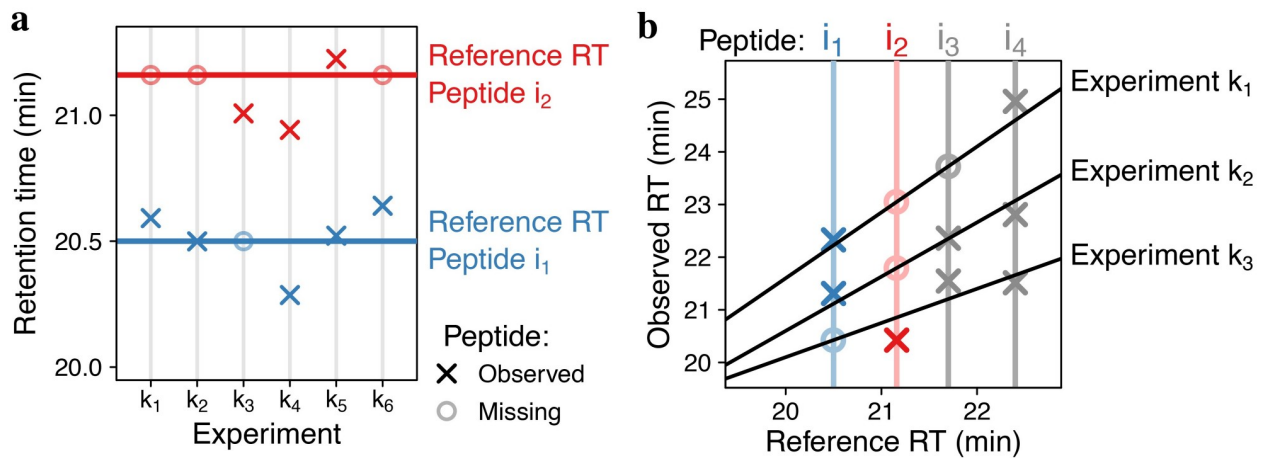 a
Retention time (min)
21.0
20.5
20.0
k₁ k₂ k₃ k₄ k₅ k₆
Experiment
Reference RT
Peptide i₂
Reference RT
Peptide i₁
Peptide:
Observed
Missing
b
Peptide: i₁ i₂ i₃ i₄
Observed RT (min)
25
24
23
22
21
20
20 21 22
Reference RT (min)
Experiment k₁
Experiment k₂
Experiment k₃